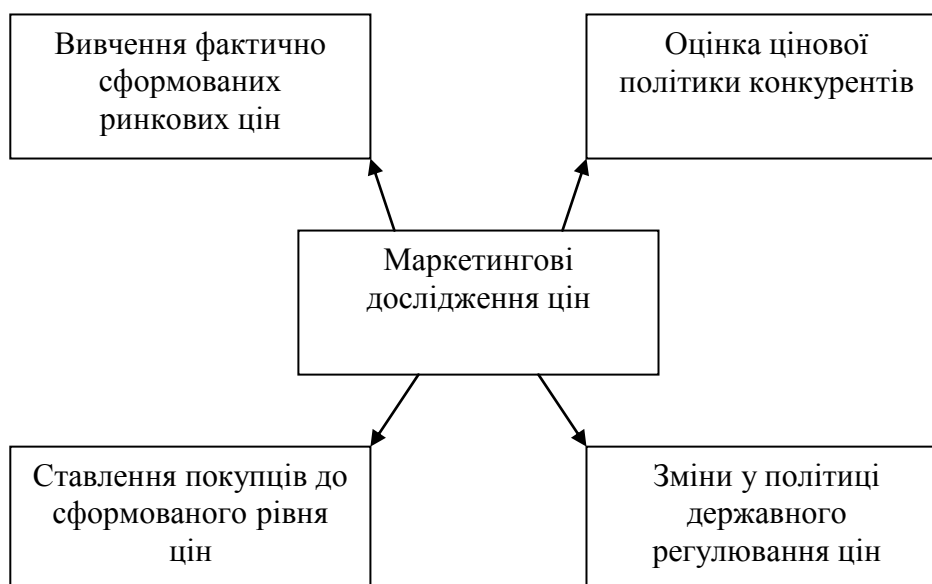 Вивчення фактично
сформованих
ринкових цін
Оцінка цінової
політики конкурентів
Маркетингові
дослідження цін
Ставлення покупців до
сформованого рівня
цін
Зміни у політиці
державного
регулювання цін